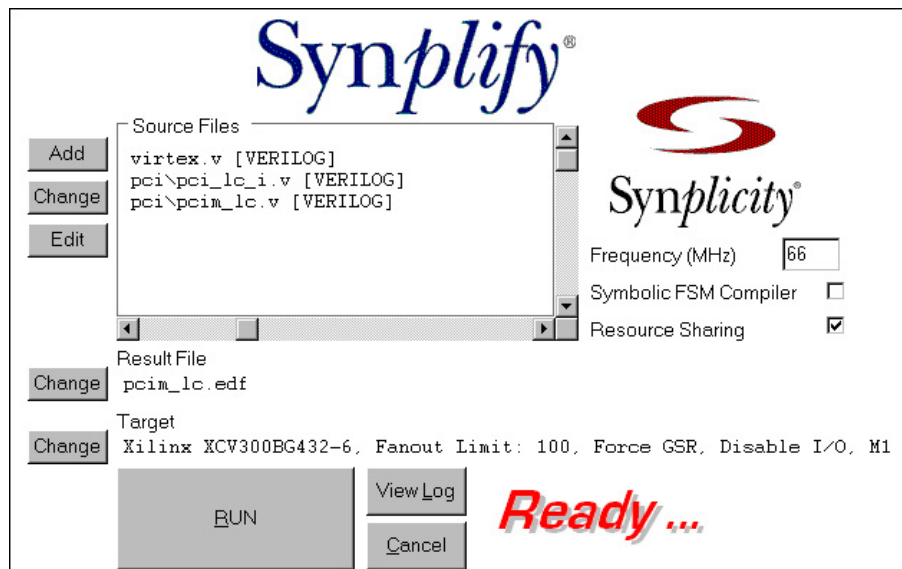 Synplify®
Source Files
Add
virtex.v [VERILOG]
Change
pci\pci_lc_i.v [VERILOG]
pci\pcim_lc.v [VERILOG]
Edit
Synplicity®
Frequency (MHz) 66
Symbolic FSM Compiler
Resource Sharing
Result File
Change pcim_lc.edf
Target
Change Xilinx XCV300BG432-6, Fanout Limit: 100, Force GSR, Disable I/O, M1
RUN
View Log
Cancel
Ready ...